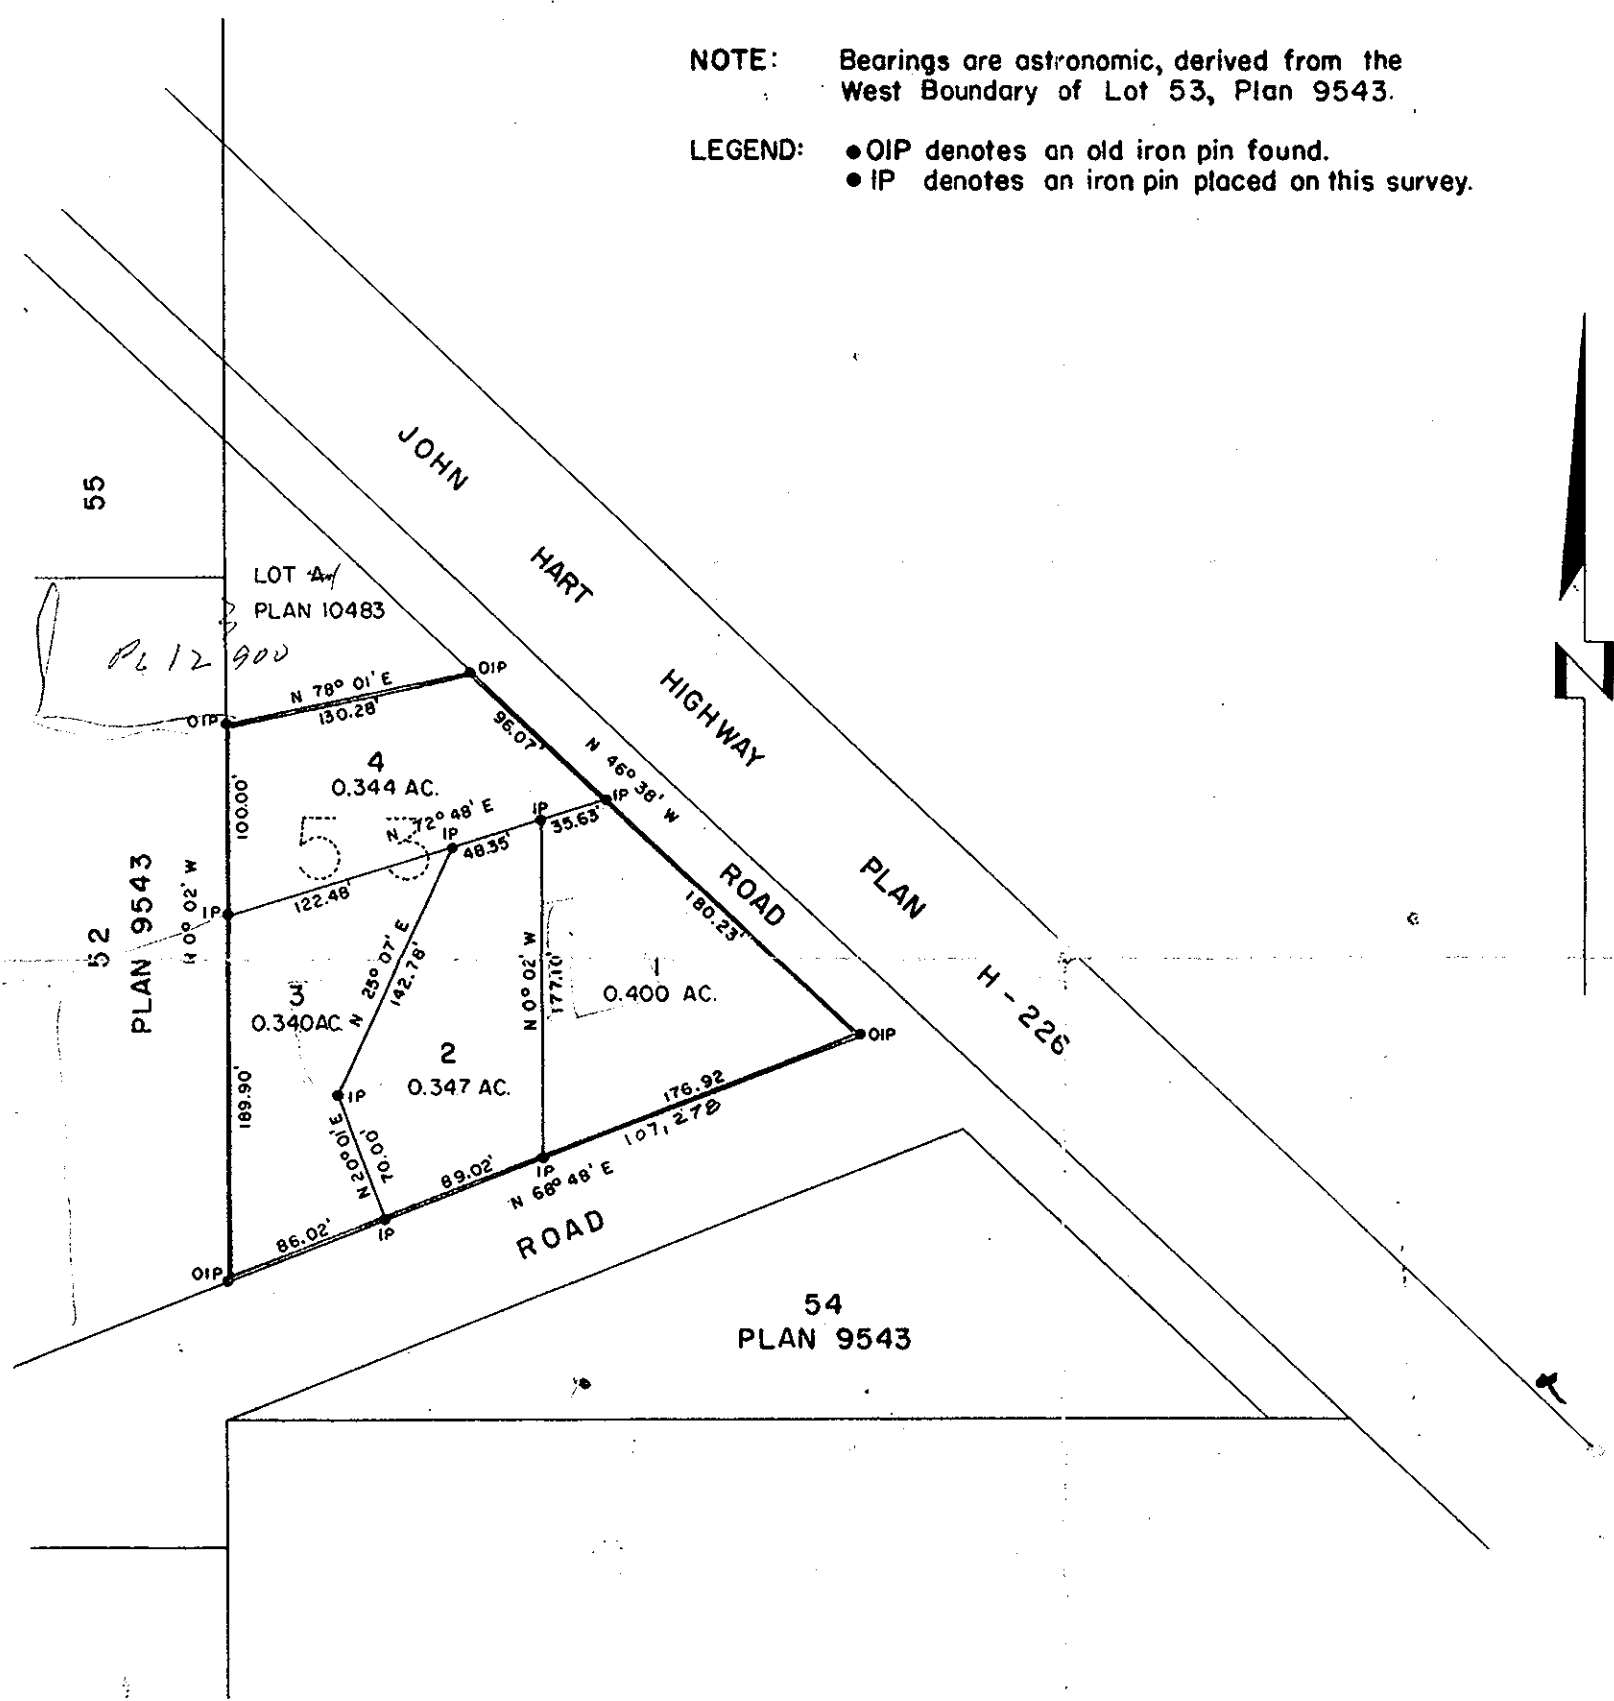 NOTE: Bearings are astronomic, derived from the
West Boundary of Lot 53, Plan 9543.
LEGEND: ● OIP denotes an old iron pin found.
● IP denotes an iron pin placed on this survey.
JOHN
HART
HIGHWAY
PLAN
H-226
55
LOT A
PLAN 10483
PL 12900
OIP
N 78° 01' E
130.28'
OIP
96.07'
N 46° 38' W
4
0.344 AC.
100.00'
IP
IP
35.63'
N 72° 48' E
IP
48.35'
53
122.48'
IP
ROAD
180.23'
52
PLAN 9543
N 0° 02' W
N 25° 07' E
142.78'
N 0° 02' W
177.10'
1
0.400 AC.
3
0.340 AC.
OIP
2
0.347 AC.
189.90'
IP
N 20° 01' E
70.00'
176.92
107,278
89.02'
IP
N 68° 48' E
86.02'
IP
ROAD
OIP
54
PLAN 9543
N